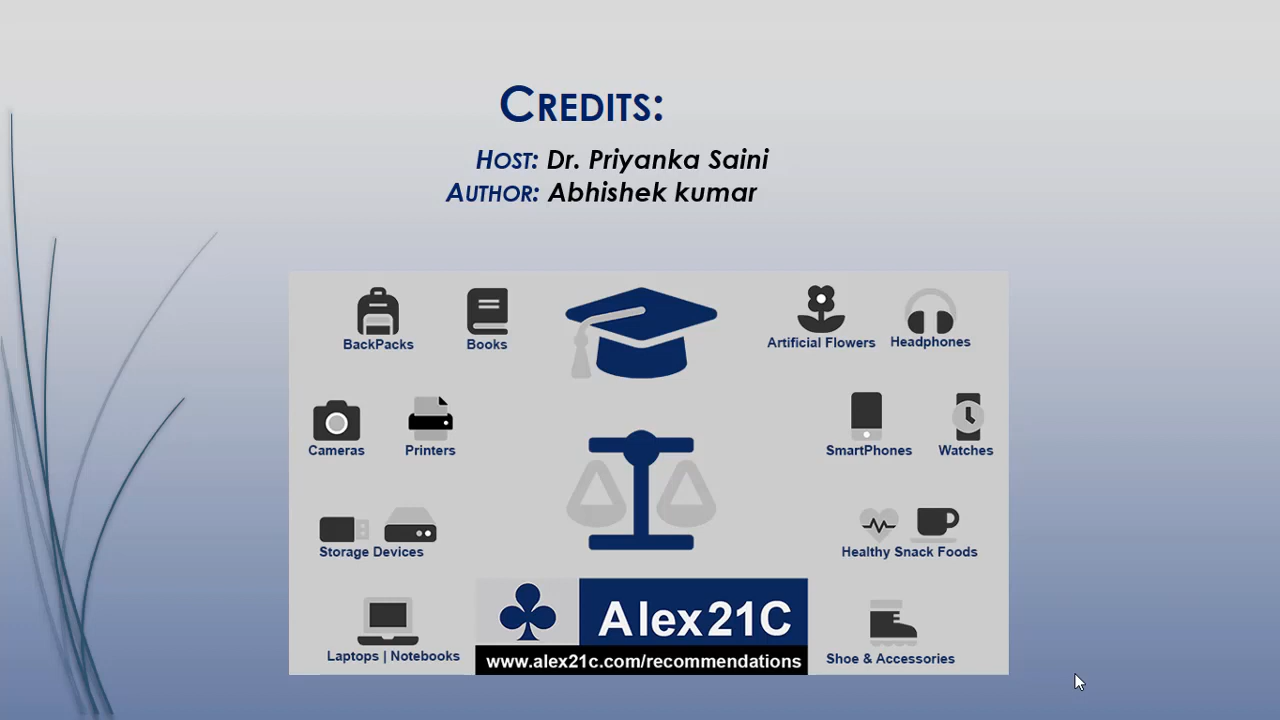 CREDITS:
HOST: Dr. Priyanka Saini
AUTHOR: Abhishek kumar
BackPacks
Books
Artificial Flowers
Headphones
Cameras
Printers
SmartPhones
Watches
Storage Devices
Healthy Snack Foods
Laptops | Notebooks
Alex21C
www.alex21c.com/recommendations
Shoe & Accessories